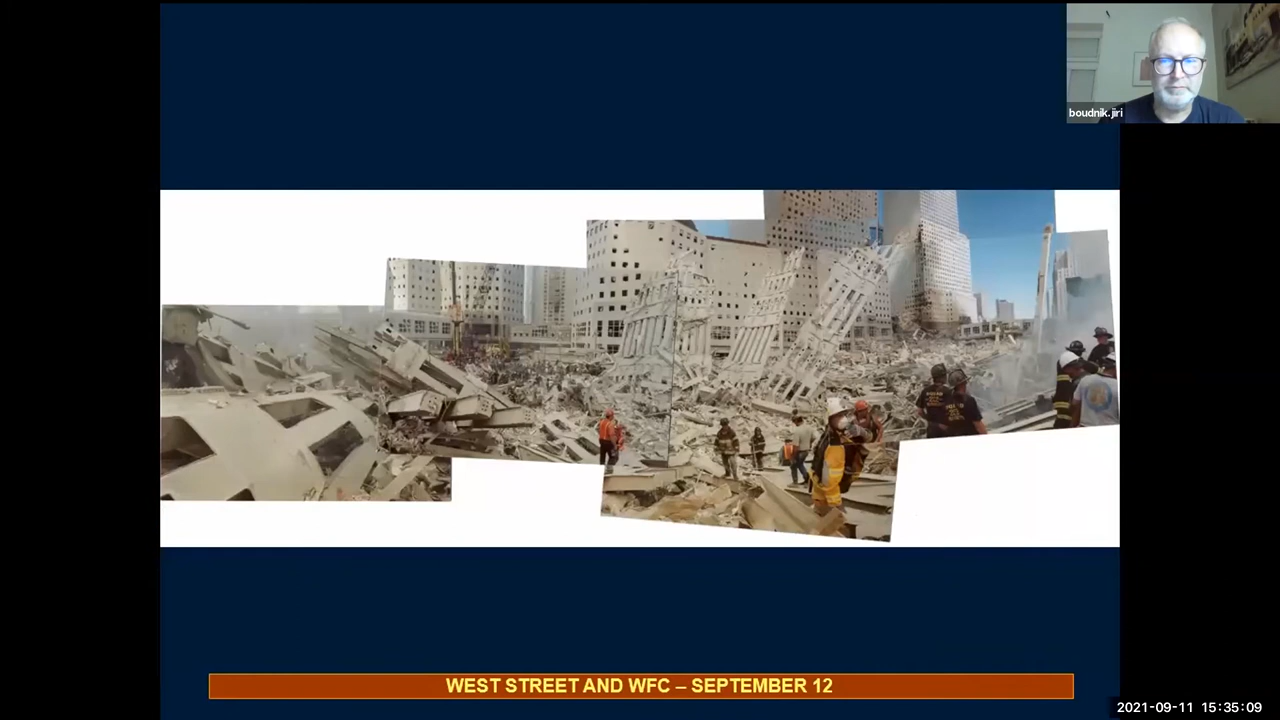 boudnik.jiri
WEST STREET AND WFC – SEPTEMBER 12
2021-09-11 15:35:09